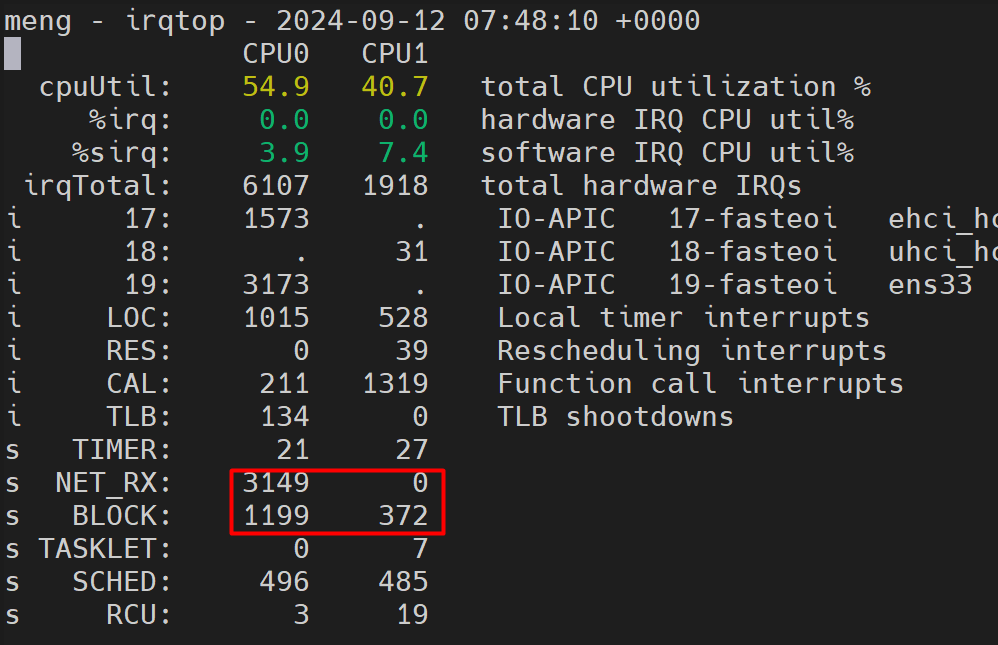 meng - irqtop - 2024-09-12 07:48:10 +0000
CPU0 CPU1
cpuUtil: 54.9 40.7 total CPU utilization %
%irq: 0.0 0.0 hardware IRQ CPU util%
%sirq: 3.9 7.4 software IRQ CPU util%
irqTotal: 6107 1918 total hardware IRQs
i 17: 1573 . IO-APIC 17-fasteoi ehci_hc
i 18: . 31 IO-APIC 18-fasteoi uhci_hc
i 19: 3173 . IO-APIC 19-fasteoi ens33
i LOC: 1015 528 Local timer interrupts
i RES: 0 39 Rescheduling interrupts
i CAL: 211 1319 Function call interrupts
i TLB: 134 0 TLB shootdowns
s TIMER: 21 27
s NET_RX: 3149 0
s BLOCK: 1199 372
s TASKLET: 0 7
s SCHED: 496 485
s RCU: 3 19